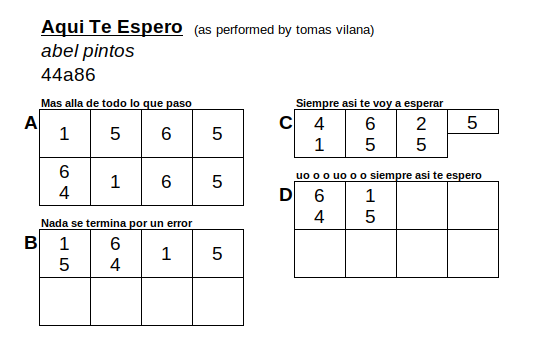 Aqui Te Espero (as performed by tomas vilana)
abel pintos
44a86
Mas alla de todo lo que paso
A
1 5 6 5
6
4 1 6 5
Nada se termina por un error
B
1 6 1 5
5 4
Siempre asi te voy a esperar
C
4 6 2 5
1 5 5
uo o o uo o o siempre asi te espero
D
6 1
4 5